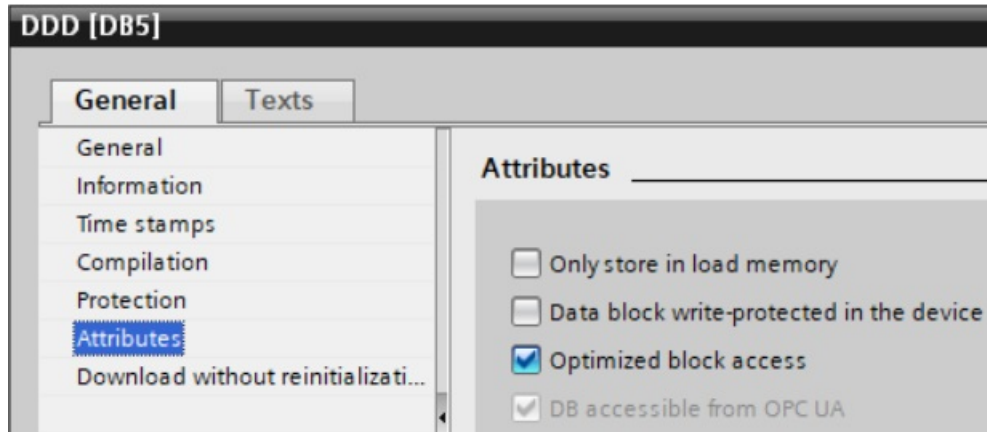 DDD [DB5]
General
Texts
General
Information
Time stamps
Compilation
Protection
Attributes
Download without reinitializati...
Attributes
Only store in load memory
Data block write-protected in the device
Optimized block access
DB accessible from OPC UA